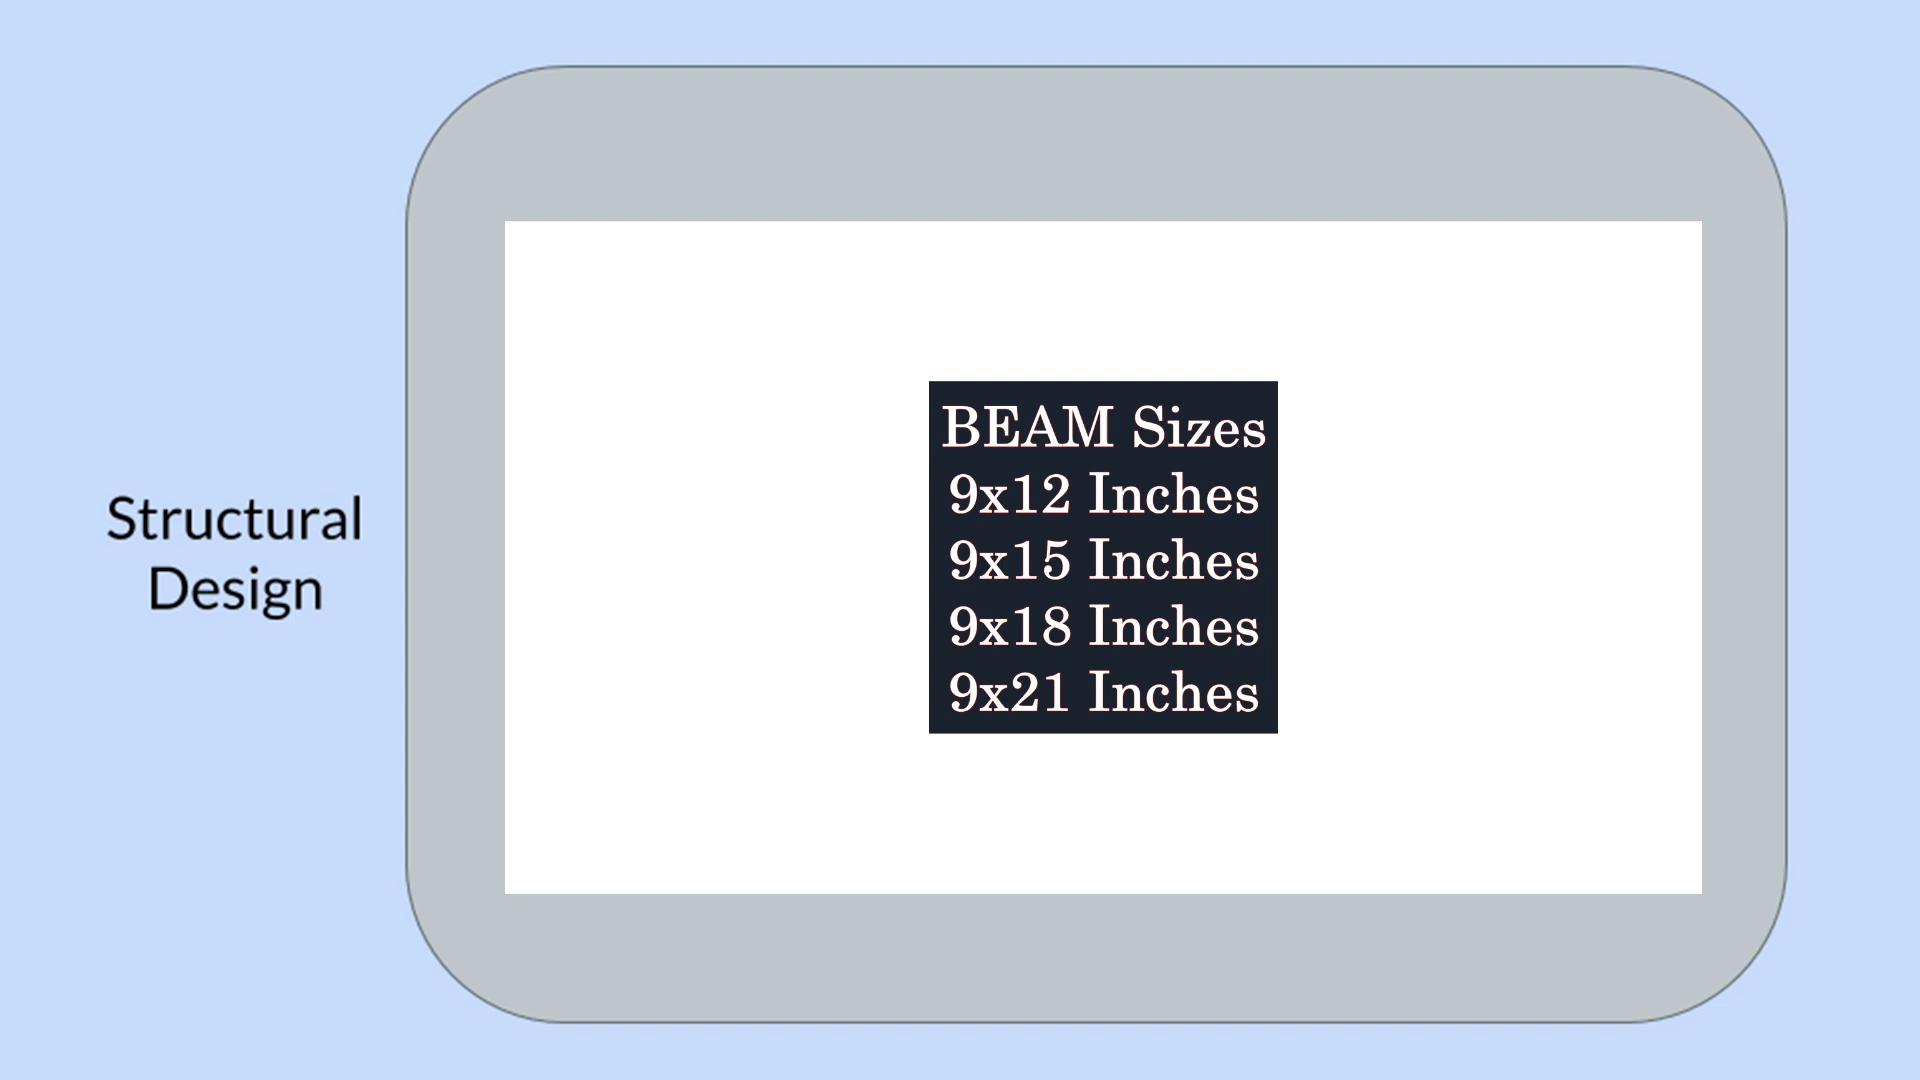 Structural
Design
BEAM Sizes
9x12 Inches
9x15 Inches
9x18 Inches
9x21 Inches